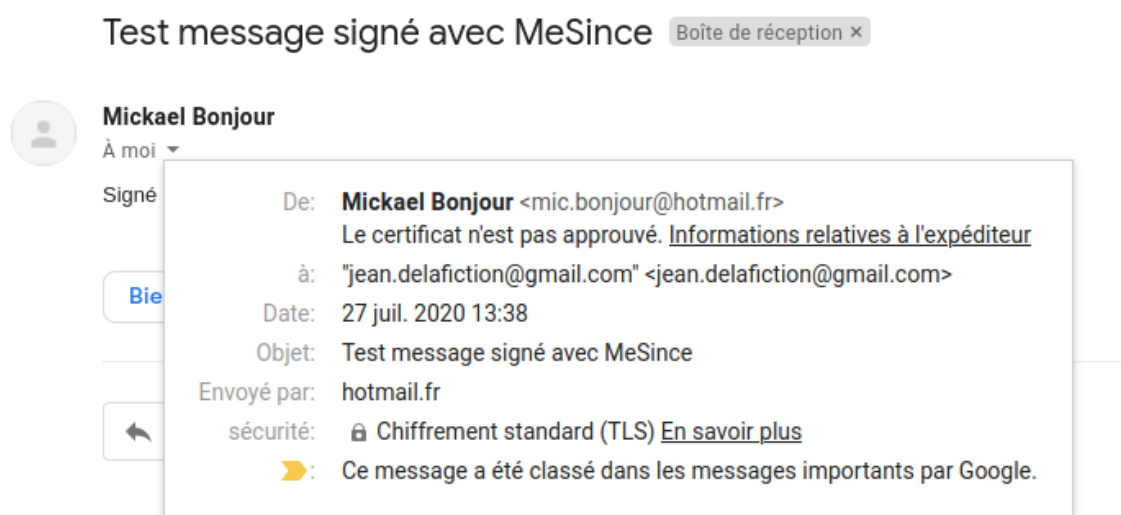 Test message signé avec MeSince Boîte de réception ×
Mickael Bonjour
À moi
Signé
De: Mickael Bonjour <mic.bonjour@hotmail.fr>
Le certificat n'est pas approuvé. Informations relatives à l'expéditeur
à: "jean.delafiction@gmail.com" <jean.delafiction@gmail.com>
Bie
Date: 27 juil. 2020 13:38
Objet: Test message signé avec MeSince
Envoyé par: hotmail.fr
sécurité: Chiffrement standard (TLS) En savoir plus
: Ce message a été classé dans les messages importants par Google.